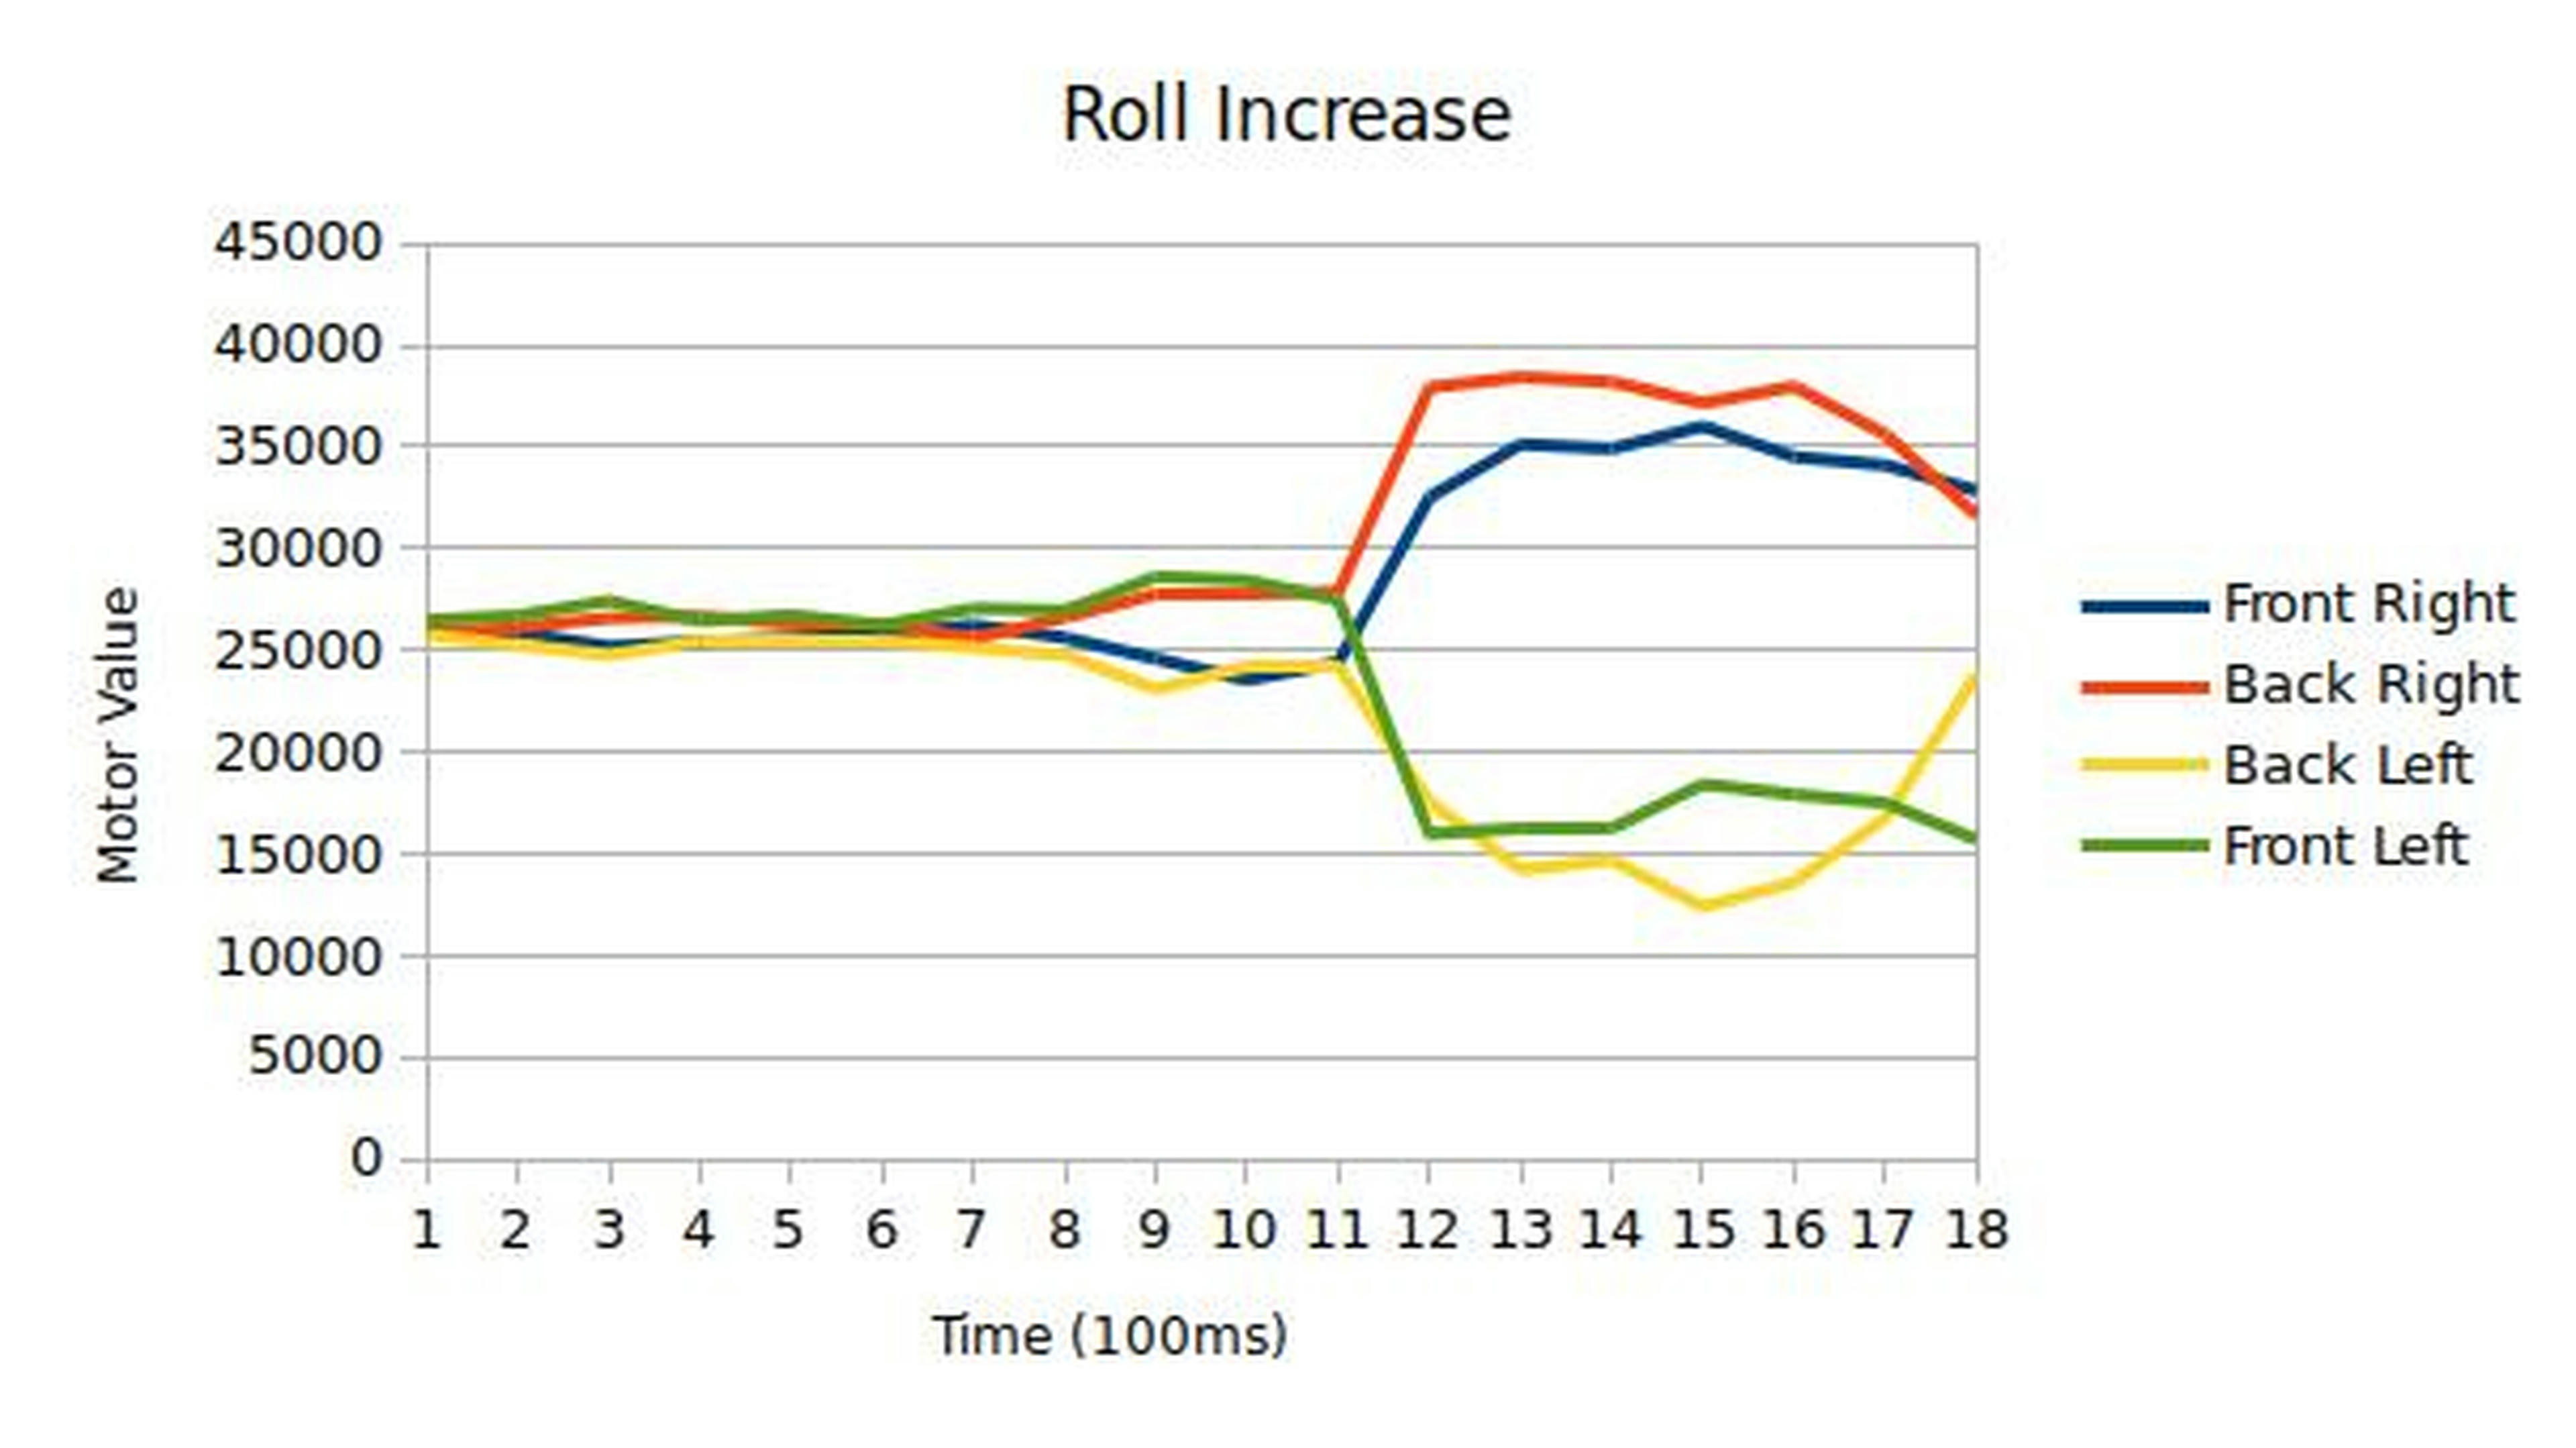 Roll Increase
45000
40000
35000
30000
25000
20000
15000
10000
5000
0
Motor Value
1 2 3 4 5 6 7 8 9 10 11 12 13 14 15 16 17 18
Time (100ms)
Front Right
Back Right
Back Left
Front Left